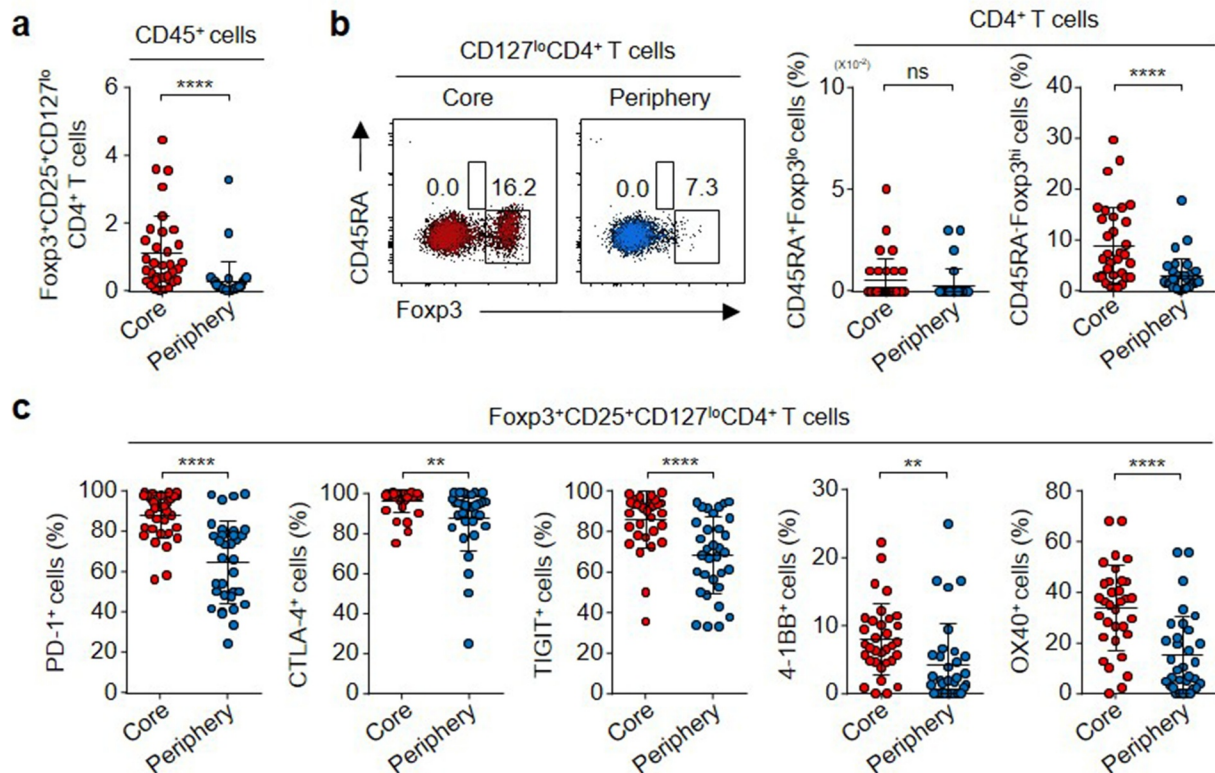 a
CD45⁺ cells
Foxp3⁺CD25⁺CD127ˡᵒ
CD4⁺ T cells
6
4
2
0
****
Core
Periphery
b
CD127ˡᵒCD4⁺ T cells
Core
Periphery
0.0
16.2
0.0
7.3
CD45RA
Foxp3
CD4⁺ T cells
CD45RA⁺Foxp3ˡᵒ cells (%)
(X10⁻²)
10
5
0
ns
Core
Periphery
CD45RA⁻Foxp3ʰⁱ cells (%)
40
30
20
10
0
****
Core
Periphery
c
Foxp3⁺CD25⁺CD127ˡᵒCD4⁺ T cells
PD-1⁺ cells (%)
100
80
60
40
20
0
****
Core
Periphery
CTLA-4⁺ cells (%)
100
80
60
40
20
0
**
Core
Periphery
TIGIT⁺ cells (%)
100
80
60
40
20
0
****
Core
Periphery
4-1BB⁺ cells (%)
30
20
10
0
**
Core
Periphery
OX40⁺ cells (%)
80
60
40
20
0
****
Core
Periphery